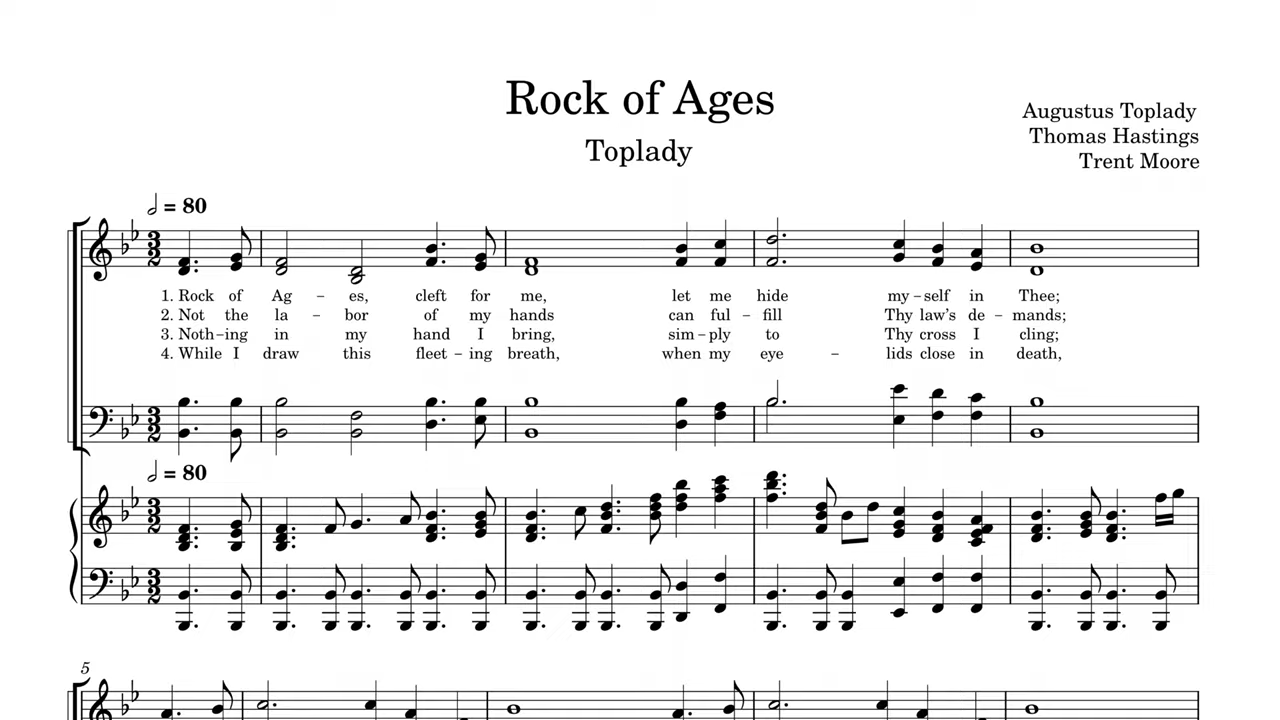 Rock of Ages
Toplady
Augustus Toplady
Thomas Hastings
Trent Moore
= 80
1. Rock of Ag – es, cleft for me, let me hide my – self in Thee;
2. Not the la – bor of my hands can ful – fill Thy law's de – mands;
3. Noth – ing in my hand I bring, sim – ply to Thy cross I cling;
4. While I draw this fleet – ing breath, when my eye – lids close in death,
= 80
5